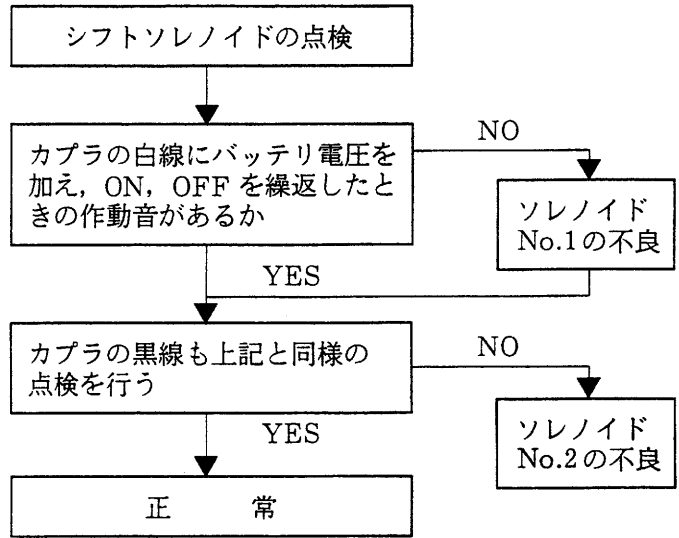 シフトソレノイドの点検
カプラの白線にバッテリ電圧を
加え，ON，OFFを繰返したと
きの作動音があるか
NO
ソレノイド
No.1の不良
YES
カプラの黒線も上記と同様の
点検を行う
NO
ソレノイド
No.2の不良
YES
正　　　常